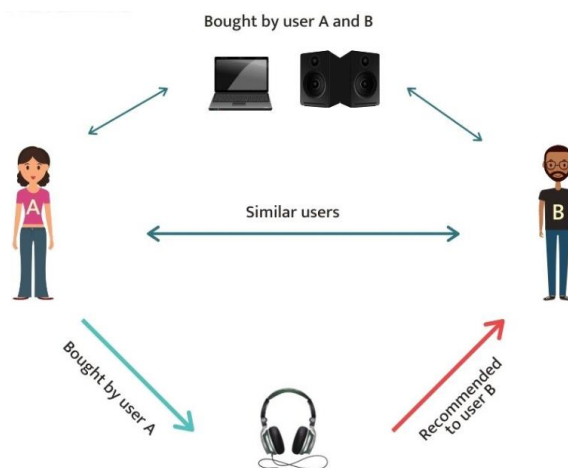 Bought by user A and B
A
Similar users
B
Bought by user A
Recommended
to user B